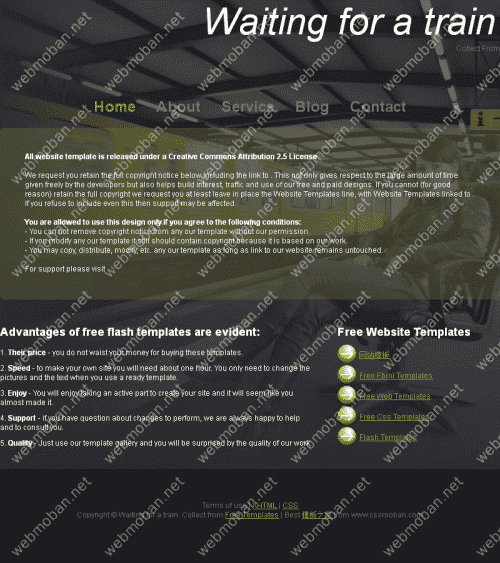 Waiting for a train
Collect From
Home About Service Blog Contact
All website template is released under a Creative Commons Attribution 2.5 License
We request you retain the full copyright notice below including the link to . This not only gives respect to the large amount of time
given freely by the developers but also helps build interest, traffic and use of our free and paid designs. If you cannot (for good
reason) retain the full copyright we request you at least leave in place the Website Templates line, with Website Templates linked to .
If you refuse to include even this then support may be affected.
You are allowed to use this design only if you agree to the following conditions:
- You can not remove copyright notice from any our template without our permission.
- If you modify any our template it still should contain copyright because it is based on our work.
- You may copy, distribute, modify, etc. any our template as long as link to our website remains untouched.
For support please visit
Advantages of free flash templates are evident:
1. Their price - you do not waist your money for buying these templates.
2. Speed - to make your own site you will need about one hour. You only need to change the
pictures and the text when you use a ready template.
3. Enjoy - You will enjoy taking an active part to create your site and it will seem like you
almost made it.
4. Support - if you have question about changes to perform, we are always happy to help
and to consult you.
5. Quality - Just use our template gallery and you will be surprised by the quality of our work.
Free Website Templates
网站模板
Free Html Templates
Free Web Templates
Free Css Templates
Flash Templates
Terms of use | XHTML | CSS
Copyright © Waiting for a train. Collect from Free Templates | Best 模板之家 from www.cssmoban.com
webmoban.net